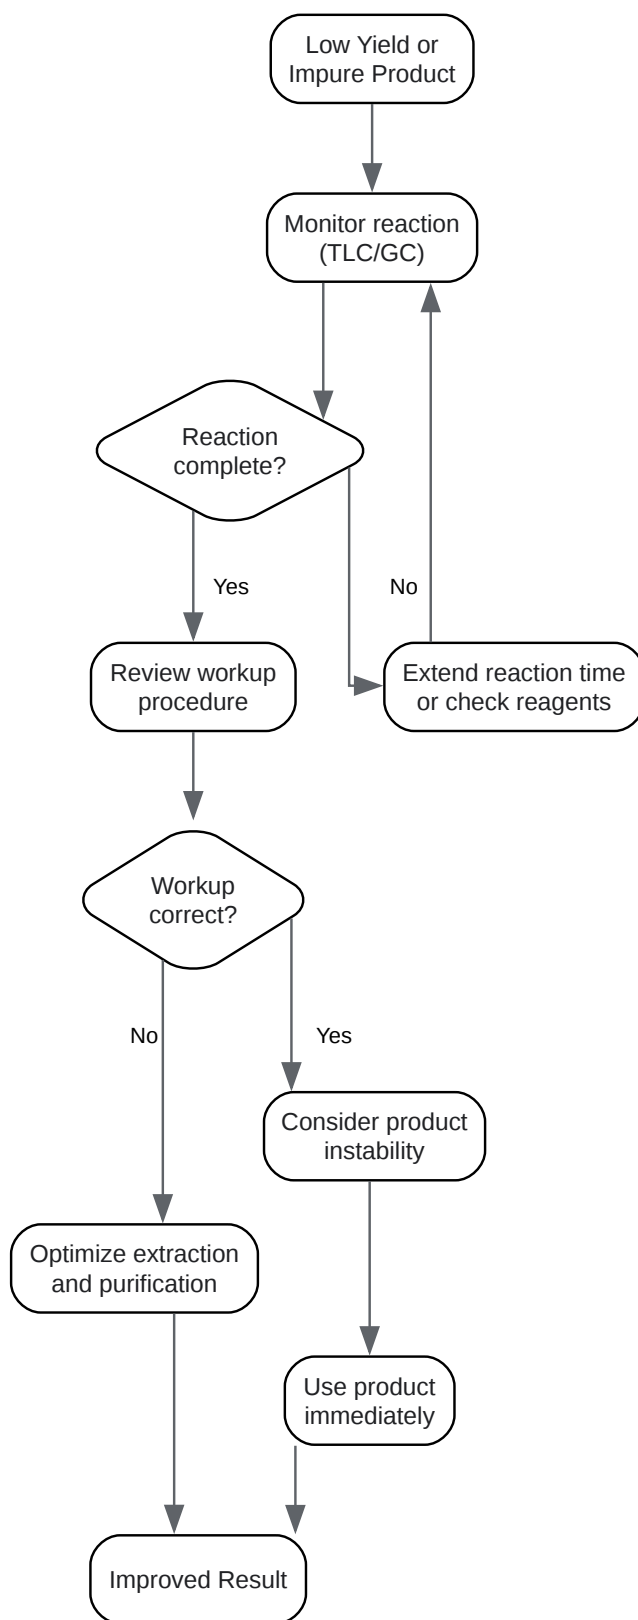 Low Yield or
Impure Product
Monitor reaction
(TLC/GC)
Reaction
complete?
Yes
No
Review workup
procedure
Extend reaction time
or check reagents
Workup
correct?
No
Yes
Consider product
instability
Optimize extraction
and purification
Use product
immediately
Improved Result